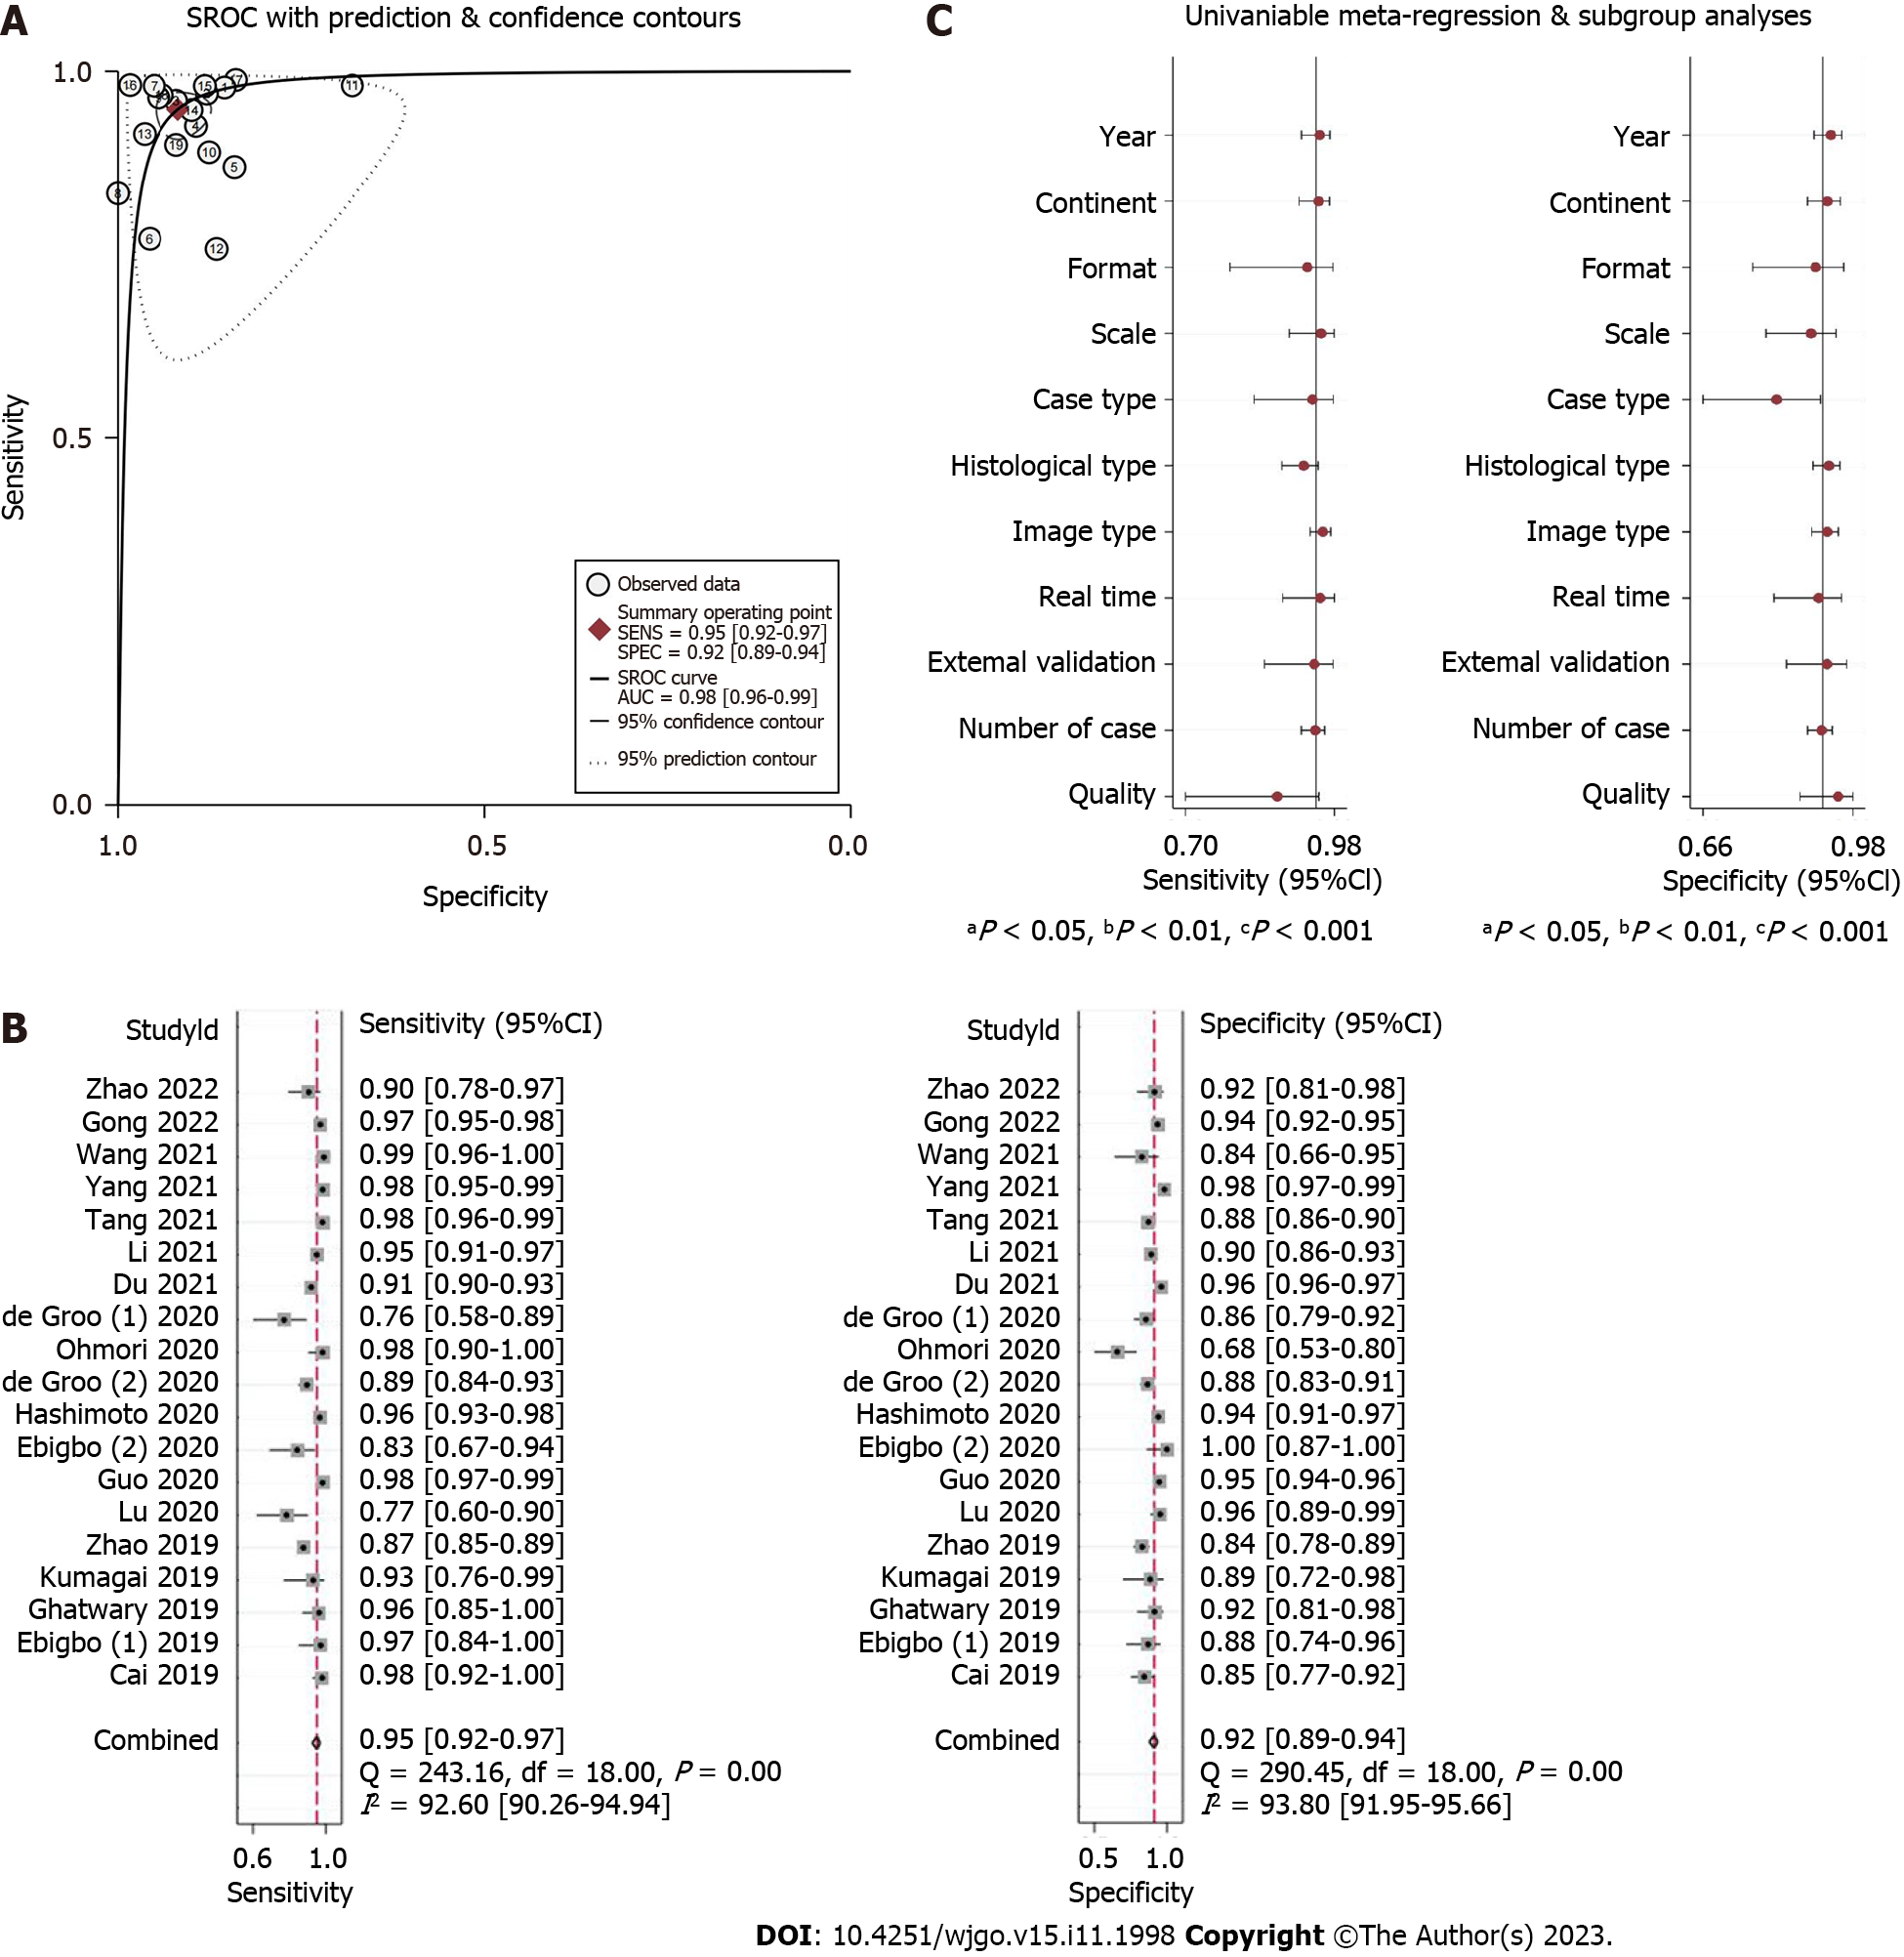 A
SROC with prediction & confidence contours
1.0
0.5
0.0
Sensitivity
16
7
15
1
17
11
14
4
13
19
10
5
8
6
12
Observed data
Summary operating point
SENS = 0.95 [0.92-0.97]
SPEC = 0.92 [0.89-0.94]
SROC curve
AUC = 0.98 [0.96-0.99]
95% confidence contour
95% prediction contour
1.0 0.5 0.0
Specificity
C
Univaniable meta-regression & subgroup analyses
Year
Continent
Format
Scale
Case type
Histological type
Image type
Real time
Extemal validation
Number of case
Quality
0.70 0.98
Sensitivity (95%Cl)
ᵃP < 0.05, ᵇP < 0.01, ᶜP < 0.001
Year
Continent
Format
Scale
Case type
Histological type
Image type
Real time
Extemal validation
Number of case
Quality
0.66 0.98
Specificity (95%Cl)
ᵃP < 0.05, ᵇP < 0.01, ᶜP < 0.001
B
StudyId Sensitivity (95%CI)
Zhao 2022 0.90 [0.78-0.97]
Gong 2022 0.97 [0.95-0.98]
Wang 2021 0.99 [0.96-1.00]
Yang 2021 0.98 [0.95-0.99]
Tang 2021 0.98 [0.96-0.99]
Li 2021 0.95 [0.91-0.97]
Du 2021 0.91 [0.90-0.93]
de Groo (1) 2020 0.76 [0.58-0.89]
Ohmori 2020 0.98 [0.90-1.00]
de Groo (2) 2020 0.89 [0.84-0.93]
Hashimoto 2020 0.96 [0.93-0.98]
Ebigbo (2) 2020 0.83 [0.67-0.94]
Guo 2020 0.98 [0.97-0.99]
Lu 2020 0.77 [0.60-0.90]
Zhao 2019 0.87 [0.85-0.89]
Kumagai 2019 0.93 [0.76-0.99]
Ghatwary 2019 0.96 [0.85-1.00]
Ebigbo (1) 2019 0.97 [0.84-1.00]
Cai 2019 0.98 [0.92-1.00]
Combined 0.95 [0.92-0.97]
Q = 243.16, df = 18.00, P = 0.00
I² = 92.60 [90.26-94.94]
0.6 1.0
Sensitivity
StudyId Specificity (95%CI)
Zhao 2022 0.92 [0.81-0.98]
Gong 2022 0.94 [0.92-0.95]
Wang 2021 0.84 [0.66-0.95]
Yang 2021 0.98 [0.97-0.99]
Tang 2021 0.88 [0.86-0.90]
Li 2021 0.90 [0.86-0.93]
Du 2021 0.96 [0.96-0.97]
de Groo (1) 2020 0.86 [0.79-0.92]
Ohmori 2020 0.68 [0.53-0.80]
de Groo (2) 2020 0.88 [0.83-0.91]
Hashimoto 2020 0.94 [0.91-0.97]
Ebigbo (2) 2020 1.00 [0.87-1.00]
Guo 2020 0.95 [0.94-0.96]
Lu 2020 0.96 [0.89-0.99]
Zhao 2019 0.84 [0.78-0.89]
Kumagai 2019 0.89 [0.72-0.98]
Ghatwary 2019 0.92 [0.81-0.98]
Ebigbo (1) 2019 0.88 [0.74-0.96]
Cai 2019 0.85 [0.77-0.92]
Combined 0.92 [0.89-0.94]
Q = 290.45, df = 18.00, P = 0.00
I² = 93.80 [91.95-95.66]
0.5 1.0
Specificity
DOI: 10.4251/wjgo.v15.i11.1998 Copyright ©The Author(s) 2023.